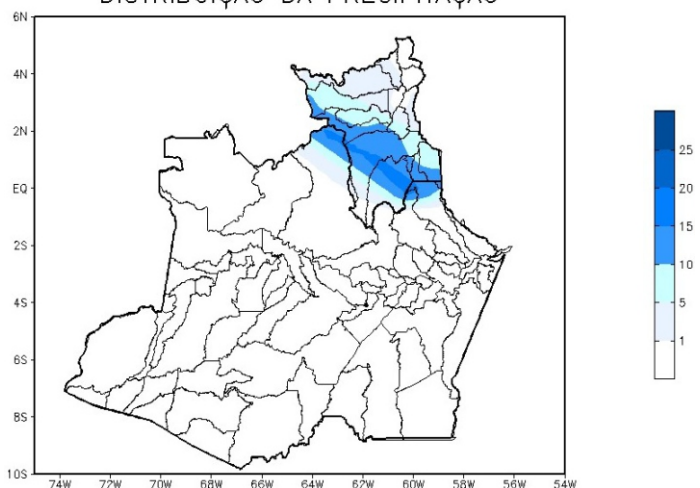 DISTRIBUIÇÃO DA PRECIPITAÇÃO
6N
4N
2N
EQ
2S
4S
6S
8S
10S
74W 72W 70W 68W 66W 64W 62W 60W 58W 56W 54W
25
20
15
10
5
1